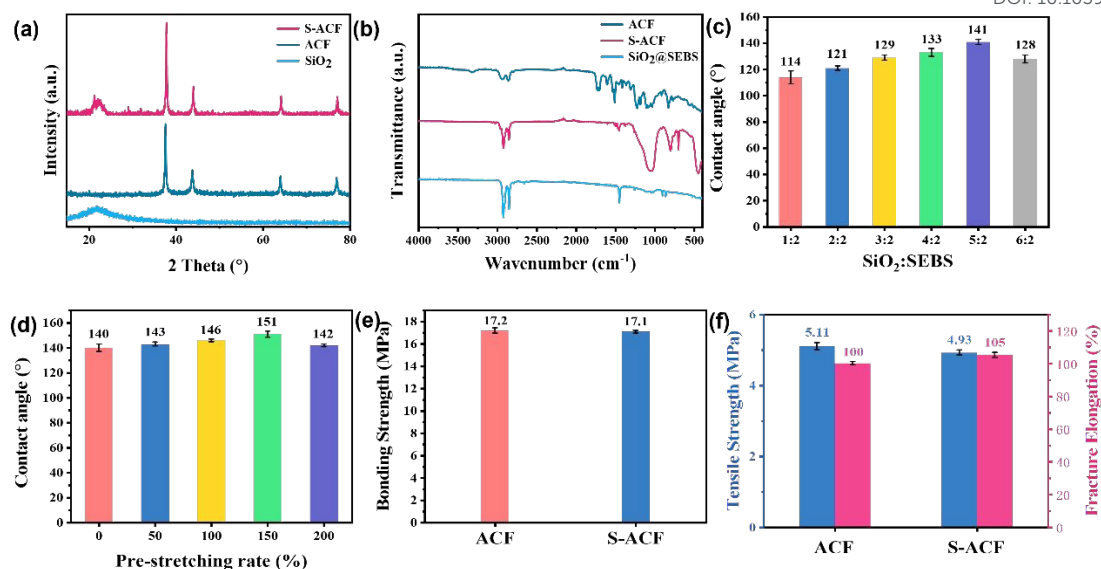 DOI: 10.1039
(a)
S-ACF
ACF
SiO₂
Intensity (a.u.)
20
40
60
80
2 Theta (°)
(b)
ACF
S-ACF
SiO₂@SEBS
Transmittance (a.u.)
4000
3500
3000
2500
2000
1500
1000
500
Wavenumber (cm⁻¹)
(c)
Contact angle (°)
160
140
120
100
80
60
40
20
0
114
121
129
133
141
128
1:2
2:2
3:2
4:2
5:2
6:2
SiO₂:SEBS
(d)
Contact angle (°)
160
140
120
100
80
60
40
20
0
140
143
146
151
142
0
50
100
150
200
Pre-stretching rate (%)
(e)
Bonding Strength (MPa)
18
16
14
12
10
8
6
4
2
0
17.2
17.1
ACF
S-ACF
(f)
Tensile Strength (MPa)
6
4
2
0
5.11
100
4.93
105
ACF
S-ACF
120
100
80
60
40
20
0
Fracture Elongation (%)